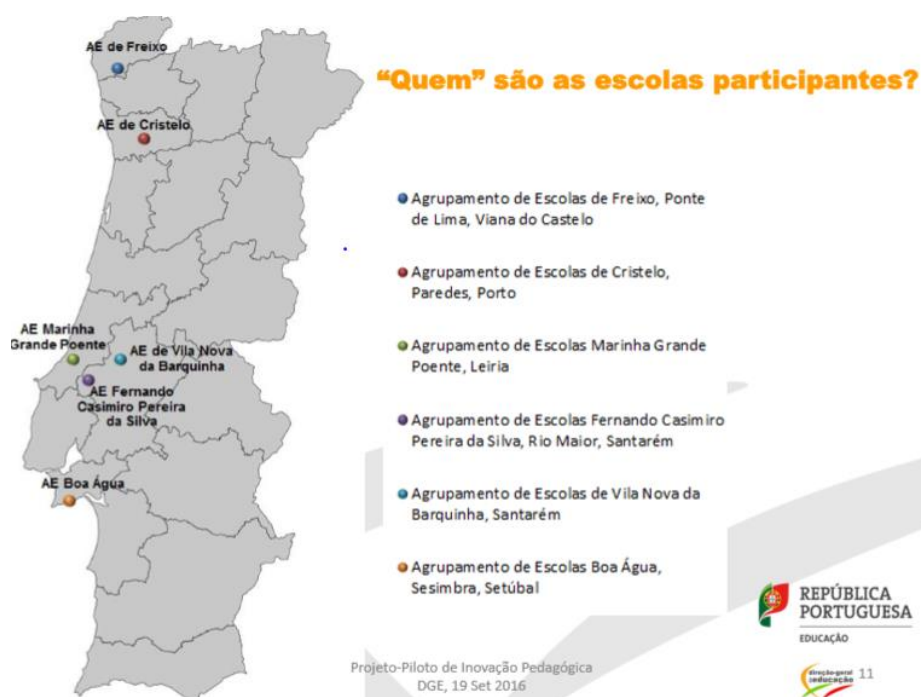 AE de Freixo
"Quem" são as escolas participantes?
AE de Cristelo
Agrupamento de Escolas de Freixo, Ponte
de Lima, Viana do Castelo
Agrupamento de Escolas de Cristelo,
Paredes, Porto
AE Marinha
Grande Poente
AE de Vila Nova
da Barquinha
Agrupamento de Escolas Marinha Grande
Poente, Leiria
AE Fernando
Casimiro Pereira
da Silva
Agrupamento de Escolas Fernando Casimiro
Pereira da Silva, Rio Maior, Santarém
AE Boa Água
Agrupamento de Escolas de Vila Nova da
Barquinha, Santarém
Agrupamento de Escolas Boa Água,
Sesimbra, Setúbal
REPÚBLICA
PORTUGUESA
EDUCAÇÃO
Projeto-Piloto de Inovação Pedagógica
DGE, 19 Set 2016
direção-geral
educação
11